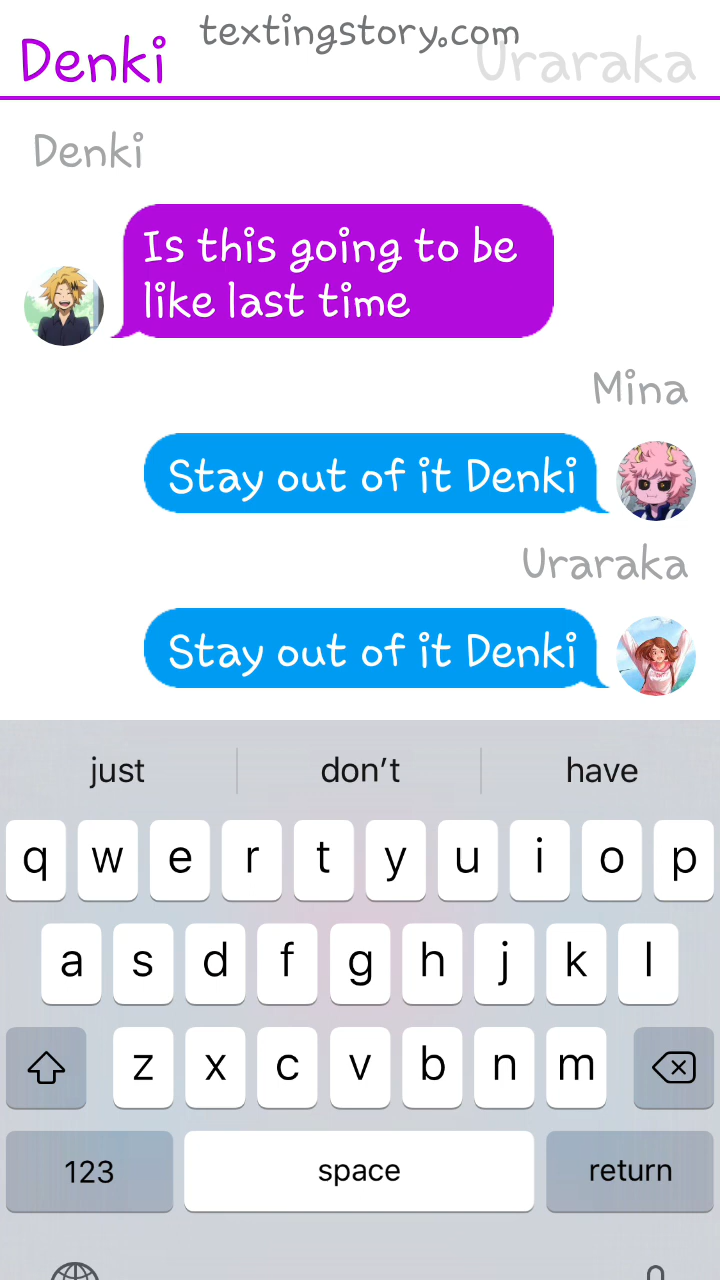 textingstory.com
Denki
Uraraka
Denki
Is this going to be
like last time
Mina
Stay out of it Denki
Uraraka
Stay out of it Denki
just don't have
q w e r t y u i o p
a s d f g h j k l
z x c v b n m
123 space return